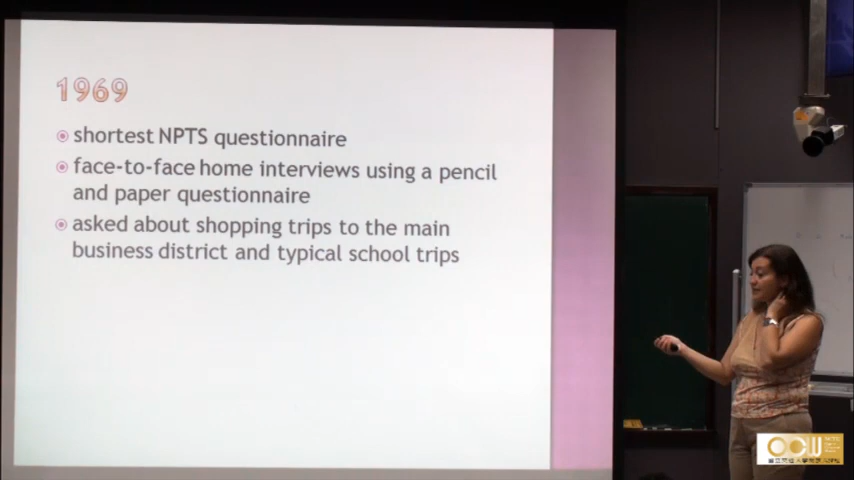 1969
shortest NPTS questionnaire
face-to-face home interviews using a pencil
and paper questionnaire
asked about shopping trips to the main
business district and typical school trips
OCW